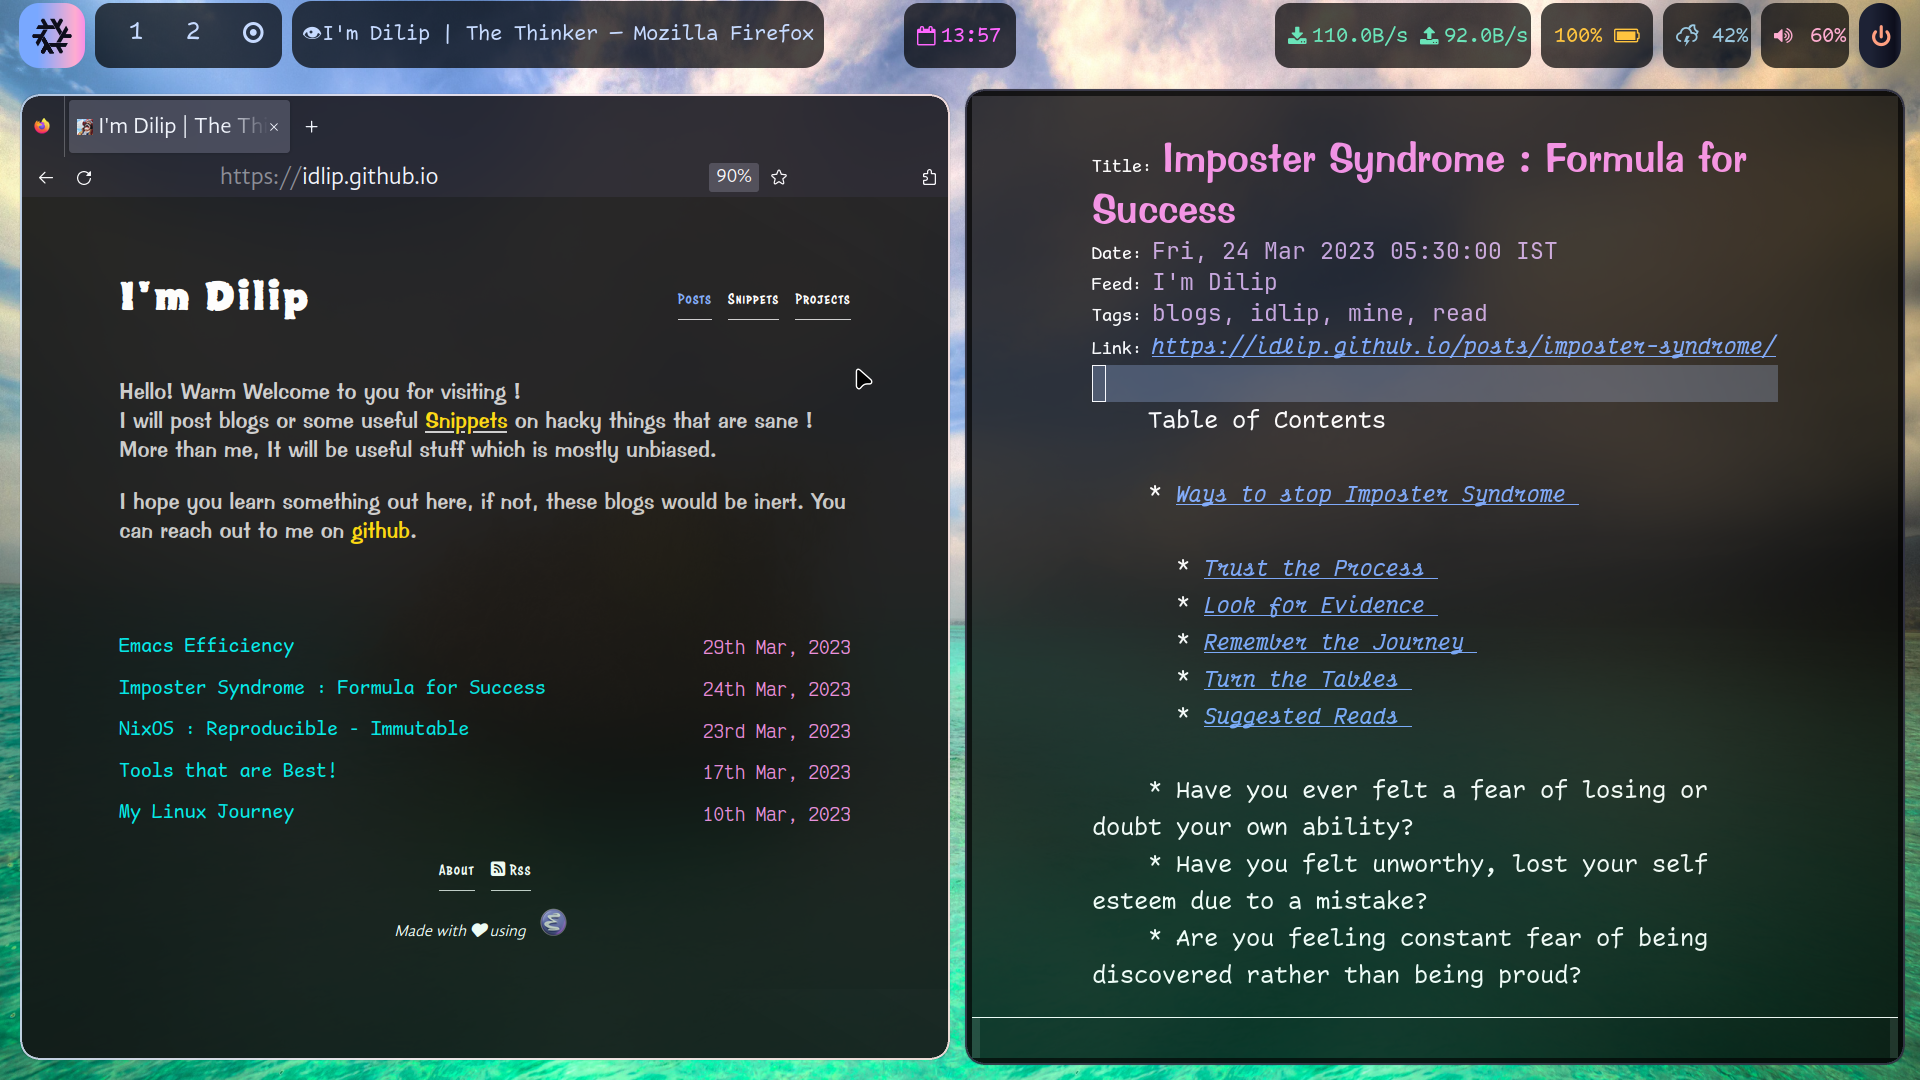 1 2
I'm Dilip | The Thinker — Mozilla Firefox
13:57
110.0B/s 92.0B/s
100%
42%
60%
I'm Dilip | The Th
https://idlip.github.io
90%
I'm Dilip
Posts Snippets Projects
Hello! Warm Welcome to you for visiting !
I will post blogs or some useful Snippets on hacky things that are sane !
More than me, It will be useful stuff which is mostly unbiased.
I hope you learn something out here, if not, these blogs would be inert. You
can reach out to me on github.
Emacs Efficiency 29th Mar, 2023
Imposter Syndrome : Formula for Success 24th Mar, 2023
NixOS : Reproducible - Immutable 23rd Mar, 2023
Tools that are Best! 17th Mar, 2023
My Linux Journey 10th Mar, 2023
About Rss
Made with using
Title: Imposter Syndrome : Formula for
Success
Date: Fri, 24 Mar 2023 05:30:00 IST
Feed: I'm Dilip
Tags: blogs, idlip, mine, read
Link: https://idlip.github.io/posts/imposter-syndrome/
Table of Contents
* Ways to stop Imposter Syndrome
* Trust the Process
* Look for Evidence
* Remember the Journey
* Turn the Tables
* Suggested Reads
* Have you ever felt a fear of losing or
doubt your own ability?
* Have you felt unworthy, lost your self
esteem due to a mistake?
* Are you feeling constant fear of being
discovered rather than being proud?